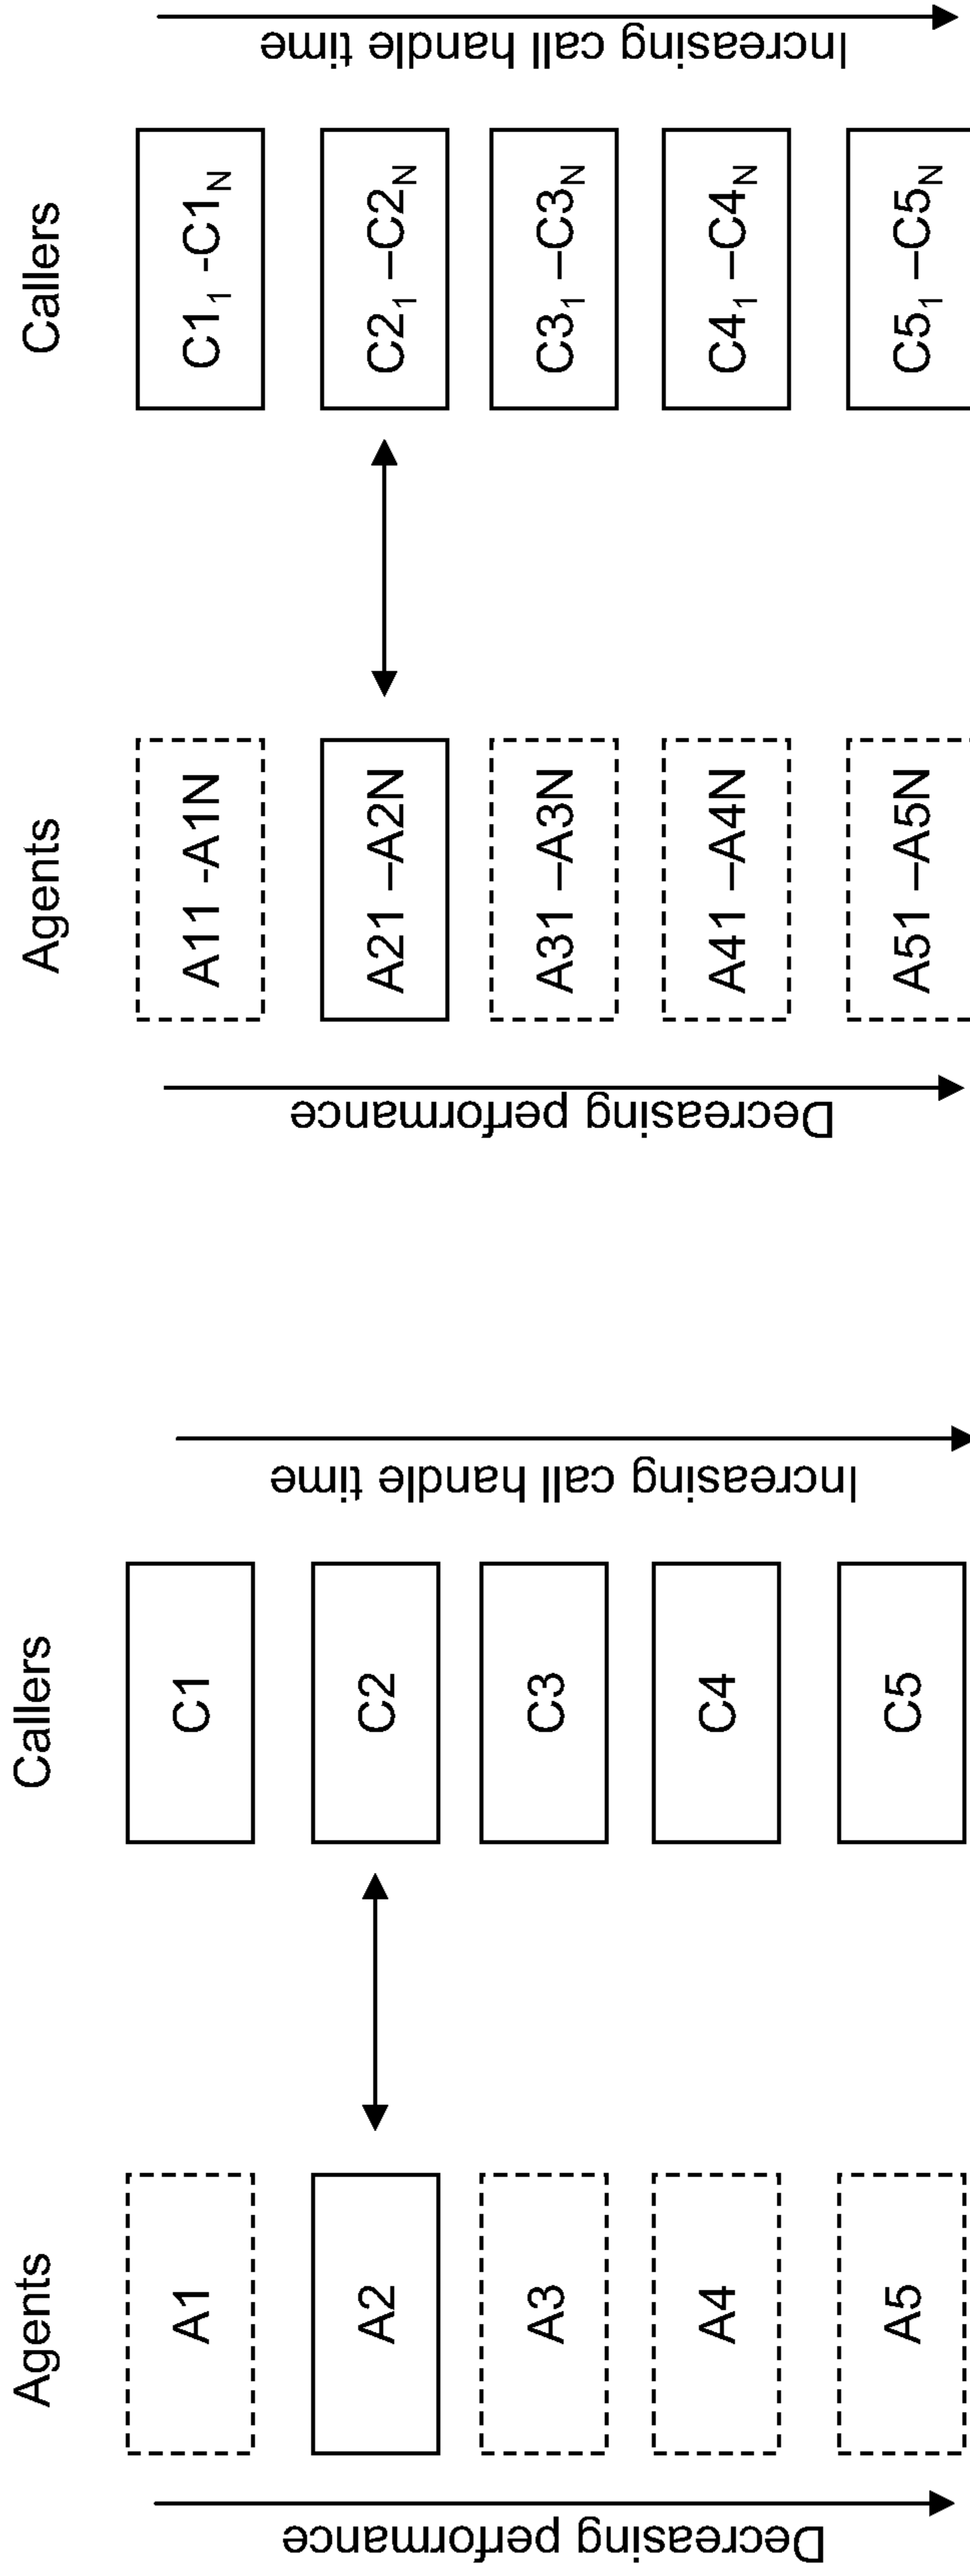 Agents
Callers
Decreasing performance
A1
A2
A3
A4
A5
C1
C2
C3
C4
C5
Increasing call handle time
Agents
Callers
Decreasing performance
A11 -A1N
A21 –A2N
A31 –A3N
A41 –A4N
A51 –A5N
C1₁ -C1N
C2₁ –C2N
C3₁ –C3N
C4₁ –C4N
C5₁ –C5N
Increasing call handle time